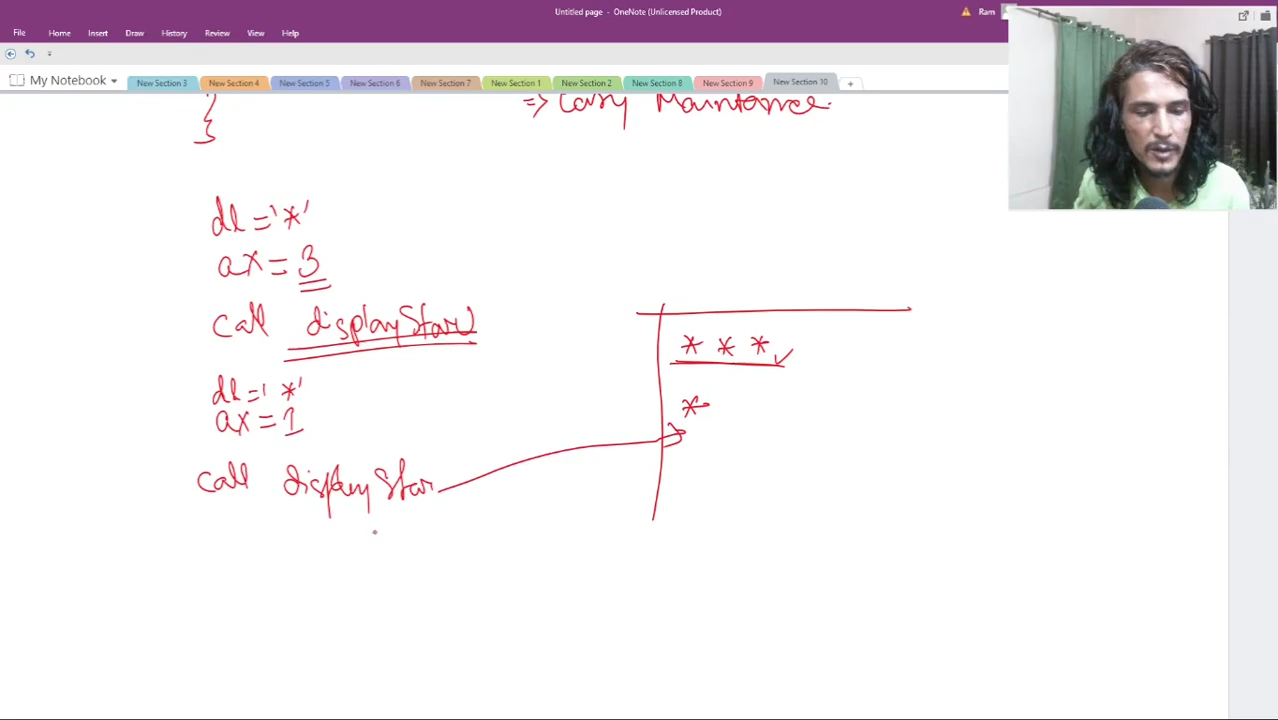 Untitled page - OneNote (Unlicensed Product)
Ram
File Home Insert Draw History Review View Help
My Notebook New Section 3 New Section 4 New Section 5 New Section 6 New Section 7 New Section 1 New Section 2 New Section 8 New Section 9 New Section 10 +
} => Easy Maintance.
dl = '*'
ax = 3
call displayStar
* * *
dl = '*'
ax = 1
*
call displayStar